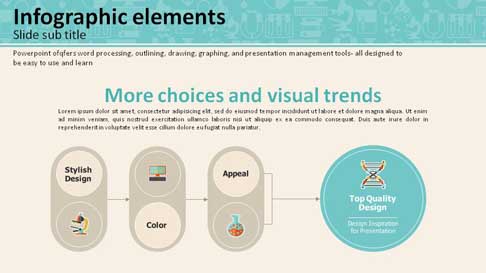 Infographic elements
Slide sub title
Powerpoint ofqfers word processing, outlining, drawing, graphing, and presentation management tools- all designed to
be easy to use and learn
More choices and visual trends
Lorem ipsum dolor sit amet, consectetur adipisicing elit, sed do eiusmod tempor incididunt ut labore et dolore magna aliqua. Ut enim
ad minim veniam, quis nostrud exercitation ullamco laboris nisi ut aliquip ex ea commodo consequat. Duis aute irure dolor in
reprehenderit in voluptate velit esse cillum dolore eu fugiat nulla pariatur.
Stylish
Design
Color
Appeal
Top Quality
Design
Design Inspiration
for Presentation